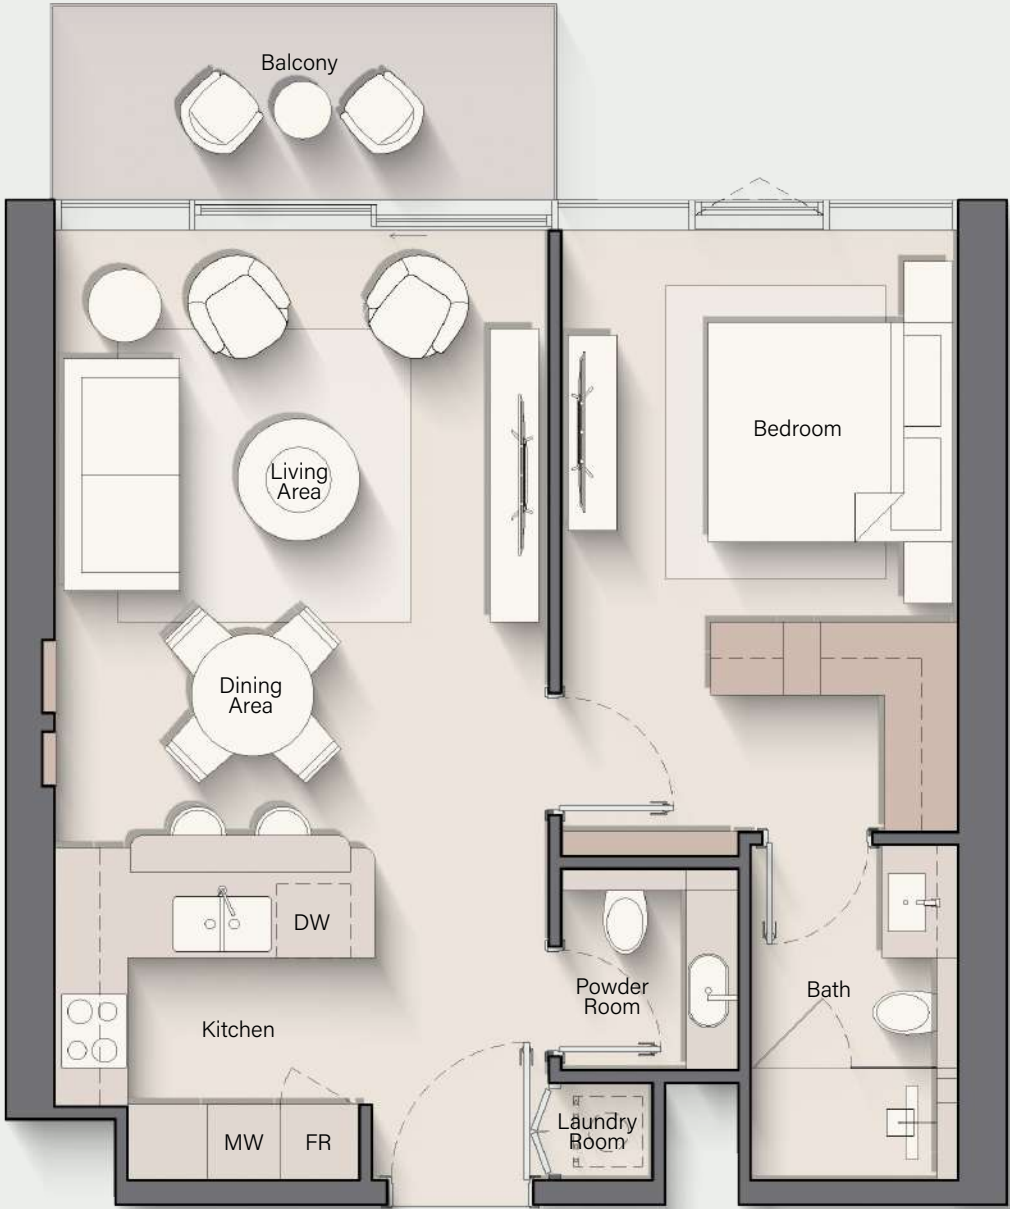 Balcony
Living
Area
Bedroom
Dining
Area
DW
Powder
Room
Bath
Kitchen
Laundry
Room
MW
FR